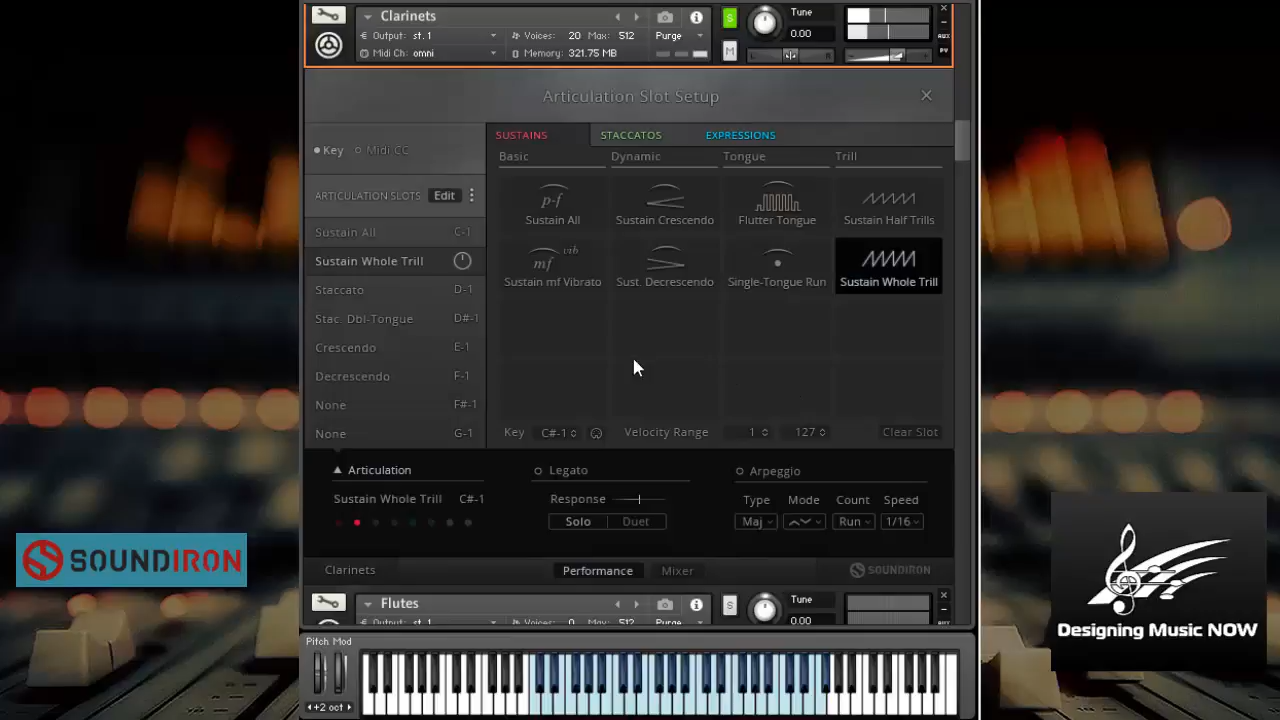 Clarinets
Output: st.1
Voices: 20 Max: 512
Purge
Midi Ch: omni
Memory: 321.75 MB
S
M
Tune
0.00
L
R
AUX
PV
Articulation Slot Setup
Key
Midi CC
SUSTAINS
STACCATOS
EXPRESSIONS
Basic
Dynamic
Tongue
Trill
ARTICULATION SLOTS
Edit
p-f
Sustain All
Sustain Crescendo
Flutter Tongue
Sustain Half Trills
mf vib
Sustain mf Vibrato
Sust. Decrescendo
Single-Tongue Run
Sustain Whole Trill
Sustain All C-1
Sustain Whole Trill
Staccato D-1
Stac. Dbl-Tongue D#-1
Crescendo E-1
Decrescendo F-1
None F#-1
None G-1
Key C#-1
Velocity Range 1 127
Clear Slot
Articulation
Sustain Whole Trill C#-1
Legato
Response
Solo Duet
Arpeggio
Type Mode Count Speed
Maj Run 1/16
Clarinets
Performance
Mixer
SOUNDIRON
Flutes
Output: st.1
Voices: 0 Max: 512
Purge
S
Tune
0.00
AUX
Pitch Mod
+2 oct
SOUNDIRON
Designing Music NOW